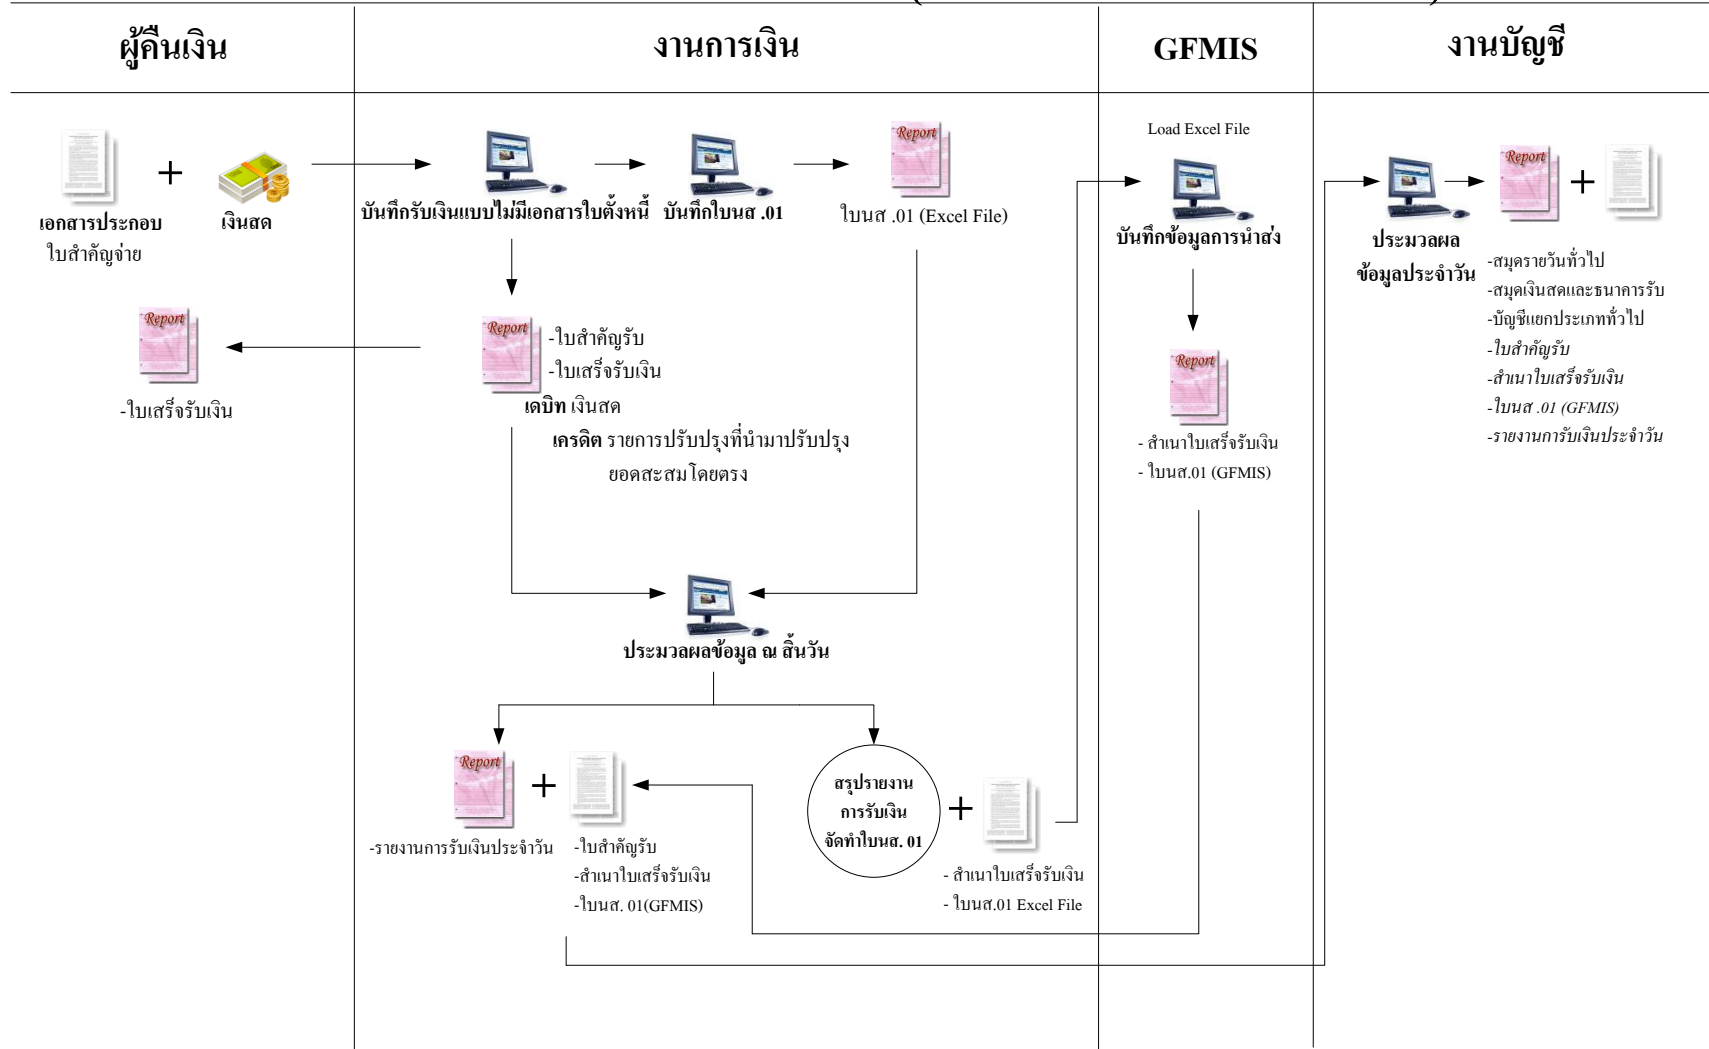 ผู้คืนเงิน
งานการเงิน
GFMIS
งานบัญชี
เอกสารประกอบ
ใบสำคัญจ่าย
+
เงินสด
บันทึกรับเงินแบบไม่มีเอกสารใบตั้งหนี้
บันทึกใบนส .01
Report
ใบนส .01 (Excel File)
Report
-ใบเสร็จรับเงิน
Report
-ใบสำคัญรับ
-ใบเสร็จรับเงิน
เดบิท เงินสด
เครดิต รายการปรับปรุงที่นำมาปรับปรุง
ยอดสะสมโดยตรง
ประมวลผลข้อมูล ณ สิ้นวัน
Report
+
-รายงานการรับเงินประจำวัน
-ใบสำคัญรับ
-สำเนาใบเสร็จรับเงิน
-ใบนส. 01(GFMIS)
สรุปรายงาน
การรับเงิน
จัดทำใบนส. 01
+
- สำเนาใบเสร็จรับเงิน
- ใบนส.01 Excel File
Load Excel File
บันทึกข้อมูลการนำส่ง
Report
- สำเนาใบเสร็จรับเงิน
- ใบนส.01 (GFMIS)
ประมวลผล
ข้อมูลประจำวัน
Report
+
-สมุดรายวันทั่วไป
-สมุดเงินสดและธนาคารรับ
-บัญชีแยกประเภททั่วไป
-ใบสำคัญรับ
-สำเนาใบเสร็จรับเงิน
-ใบนส .01 (GFMIS)
-รายงานการรับเงินประจำวัน